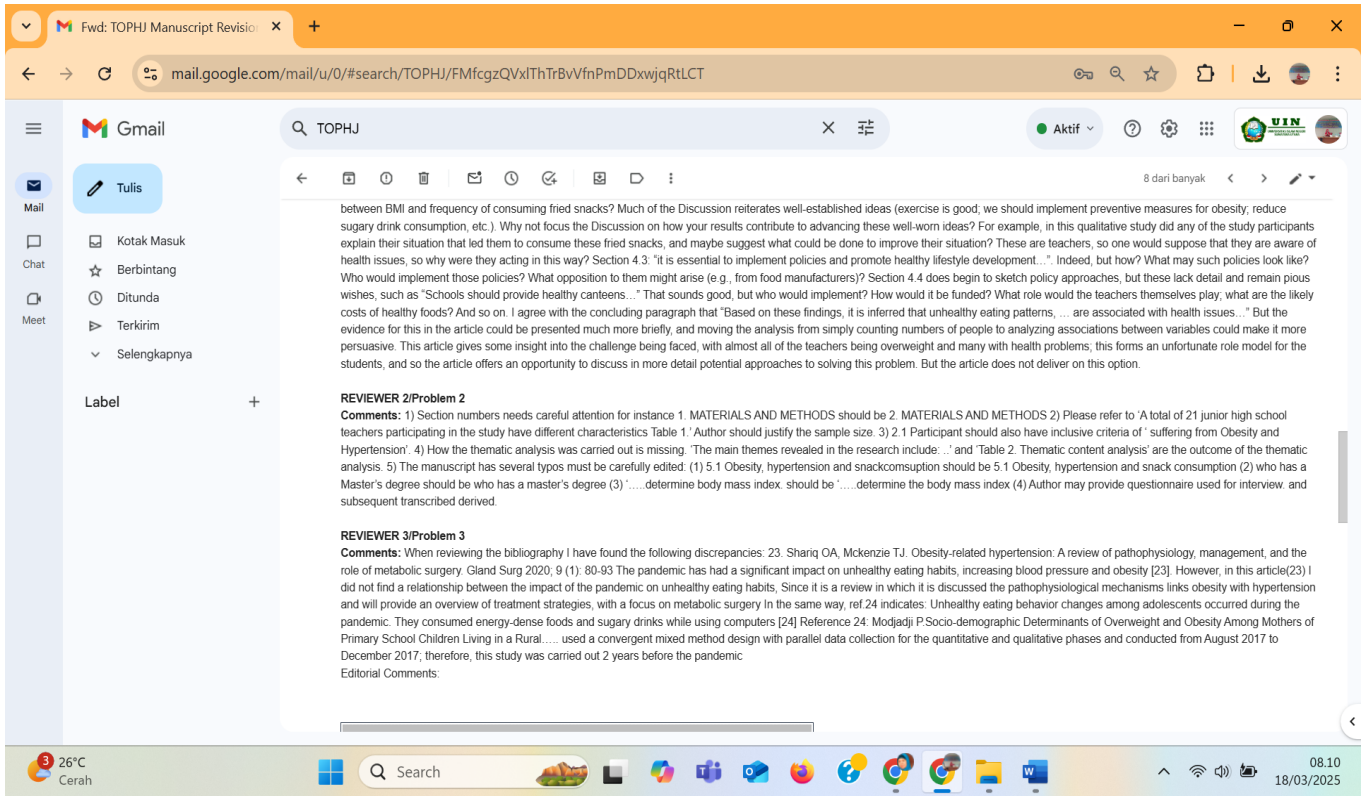 Fwd: TOPHJ Manuscript Revision
mail.google.com/mail/u/0/#search/TOPHJ/FMfcgzQVxlThTrBvVfnPmDDxwjqRtLCT
Gmail
TOPHJ
Aktif
UIN
Mail
Chat
Meet
Tulis
Kotak Masuk
Berbintang
Ditunda
Terkirim
Selengkapnya
Label
8 dari banyak
between BMI and frequency of consuming fried snacks? Much of the Discussion reiterates well-established ideas (exercise is good; we should implement preventive measures for obesity; reduce
sugary drink consumption, etc.). Why not focus the Discussion on how your results contribute to advancing these well-worn ideas? For example, in this qualitative study did any of the study participants
explain their situation that led them to consume these fried snacks, and maybe suggest what could be done to improve their situation? These are teachers, so one would suppose that they are aware of
health issues, so why were they acting in this way? Section 4.3: “it is essential to implement policies and promote healthy lifestyle development…”. Indeed, but how? What may such policies look like?
Who would implement those policies? What opposition to them might arise (e.g., from food manufacturers)? Section 4.4 does begin to sketch policy approaches, but these lack detail and remain pious
wishes, such as “Schools should provide healthy canteens…” That sounds good, but who would implement? How would it be funded? What role would the teachers themselves play; what are the likely
costs of healthy foods? And so on. I agree with the concluding paragraph that “Based on these findings, it is inferred that unhealthy eating patterns, … are associated with health issues…” But the
evidence for this in the article could be presented much more briefly, and moving the analysis from simply counting numbers of people to analyzing associations between variables could make it more
persuasive. This article gives some insight into the challenge being faced, with almost all of the teachers being overweight and many with health problems; this forms an unfortunate role model for the
students, and so the article offers an opportunity to discuss in more detail potential approaches to solving this problem. But the article does not deliver on this option.
REVIEWER 2/Problem 2
Comments: 1) Section numbers needs careful attention for instance 1. MATERIALS AND METHODS should be 2. MATERIALS AND METHODS 2) Please refer to ‘A total of 21 junior high school
teachers participating in the study have different characteristics Table 1.’ Author should justify the sample size. 3) 2.1 Participant should also have inclusive criteria of ‘ suffering from Obesity and
Hypertension’. 4) How the thematic analysis was carried out is missing. ‘The main themes revealed in the research include: ..’ and ‘Table 2. Thematic content analysis’ are the outcome of the thematic
analysis. 5) The manuscript has several typos must be carefully edited: (1) 5.1 Obesity, hypertension and snackcomsuption should be 5.1 Obesity, hypertension and snack consumption (2) who has a
Master’s degree should be who has a master’s degree (3) ‘…..determine body mass index. should be ‘…..determine the body mass index (4) Author may provide questionnaire used for interview. and
subsequent transcribed derived.
REVIEWER 3/Problem 3
Comments: When reviewing the bibliography I have found the following discrepancies: 23. Shariq OA, Mckenzie TJ. Obesity-related hypertension: A review of pathophysiology, management, and the
role of metabolic surgery. Gland Surg 2020; 9 (1): 80-93 The pandemic has had a significant impact on unhealthy eating habits, increasing blood pressure and obesity [23]. However, in this article(23) I
did not find a relationship between the impact of the pandemic on unhealthy eating habits, Since it is a review in which it is discussed the pathophysiological mechanisms links obesity with hypertension
and will provide an overview of treatment strategies, with a focus on metabolic surgery In the same way, ref.24 indicates: Unhealthy eating behavior changes among adolescents occurred during the
pandemic. They consumed energy-dense foods and sugary drinks while using computers [24] Reference 24: Modjadji P.Socio-demographic Determinants of Overweight and Obesity Among Mothers of
Primary School Children Living in a Rural….. used a convergent mixed method design with parallel data collection for the quantitative and qualitative phases and conducted from August 2017 to
December 2017; therefore, this study was carried out 2 years before the pandemic
Editorial Comments:
3
26°C
Cerah
Search
08.10
18/03/2025